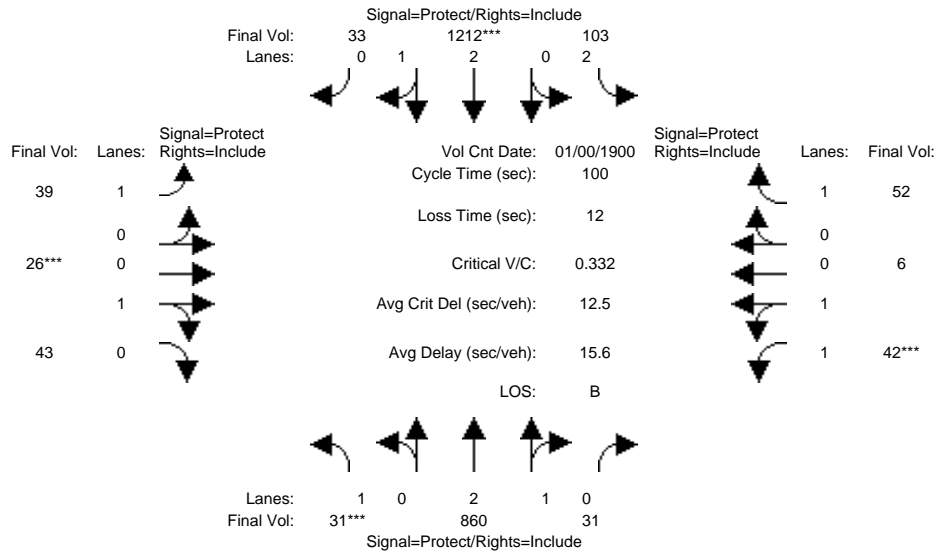 Signal=Protect/Rights=Include
Final Vol: 33 1212*** 103
Lanes: 0 1 2 0 2
Signal=Protect Signal=Protect
Final Vol: Lanes: Rights=Include Vol Cnt Date: 01/00/1900 Rights=Include Lanes: Final Vol:
Cycle Time (sec): 100
39 1 1 52
Loss Time (sec): 12
0 0
26*** 0 Critical V/C: 0.332 0 6
1 Avg Crit Del (sec/veh): 12.5 1
43 0 Avg Delay (sec/veh): 15.6 1 42***
LOS: B
Lanes: 1 0 2 1 0
Final Vol: 31*** 860 31
Signal=Protect/Rights=Include